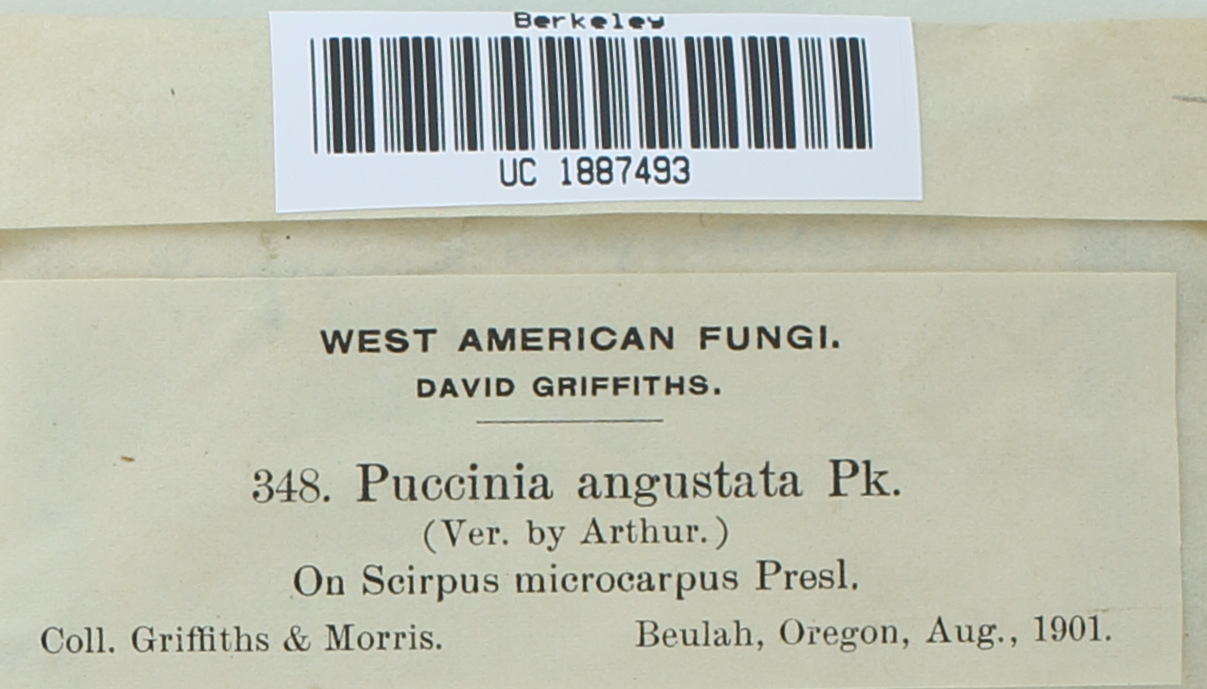 Berkeley
UC 1887493
WEST AMERICAN FUNGI.
DAVID GRIFFITHS.
348. Puccinia angustata Pk.
(Ver. by Arthur.)
On Scirpus microcarpus Presl.
Coll. Griffiths & Morris. Beulah, Oregon, Aug., 1901.